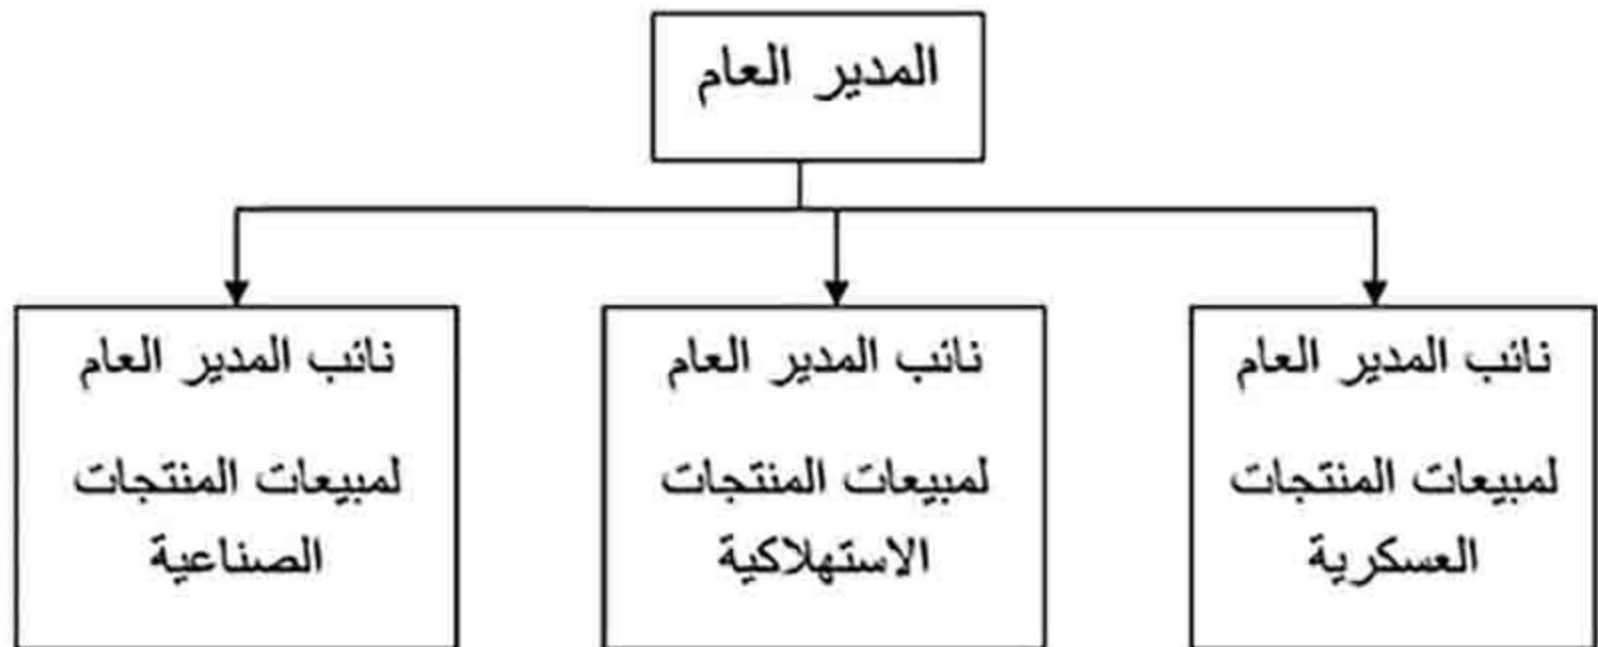 المدير العام
نائب المدير العام
لمبيعات المنتجات
العسكرية
نائب المدير العام
لمبيعات المنتجات
الاستهلاكية
نائب المدير العام
لمبيعات المنتجات
الصناعية